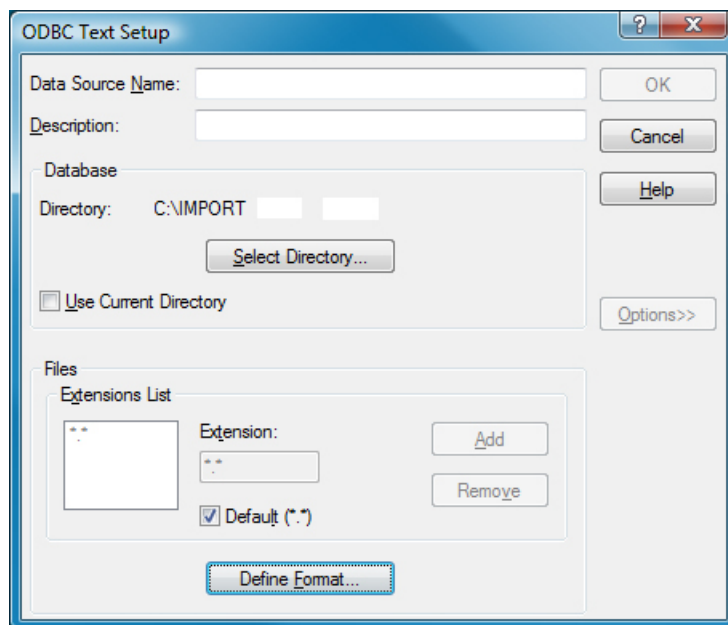 ODBC Text Setup
Data Source Name:
OK
Description:
Cancel
Database
Help
Directory: C:\IMPORT
Select Directory...
Use Current Directory
Options>>
Files
Extensions List
*.*
Extension:
Add
*.*
Remove
Default (*.*)
Define Format...